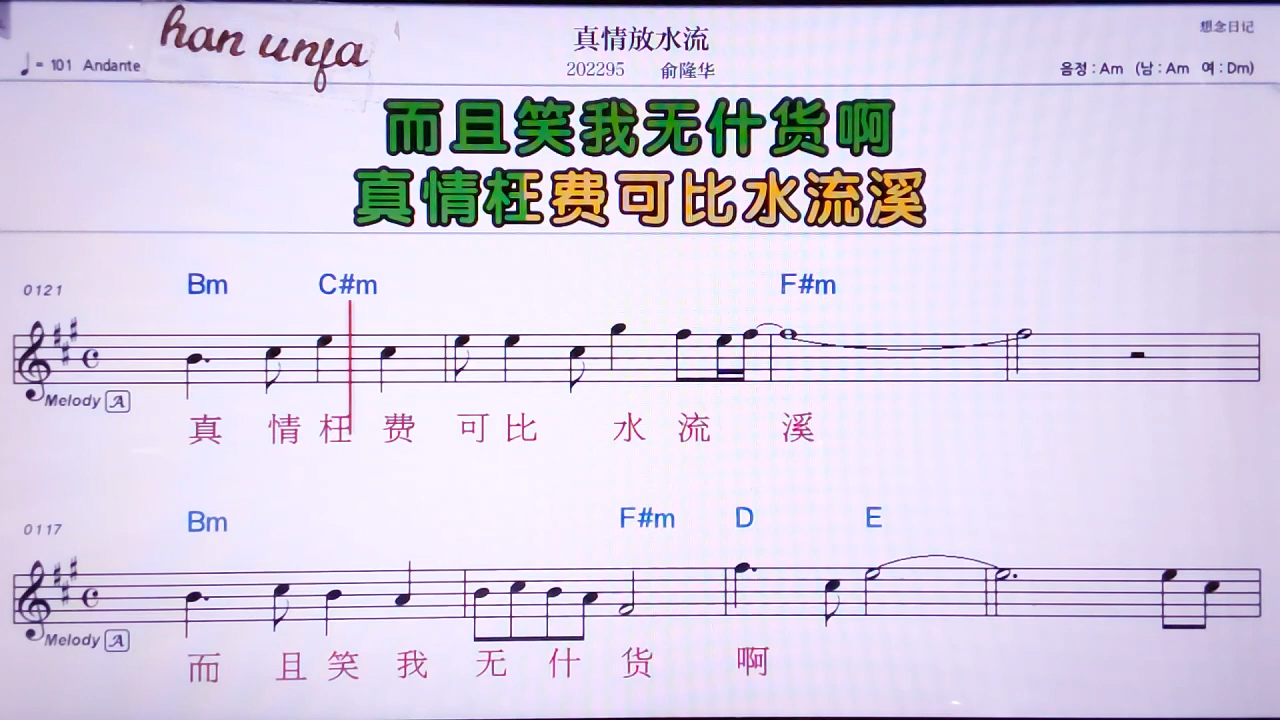 han unfa
真情放水流
想念日记
♩= 101 Andante
202295 俞隆华
음정 : Am (남 : Am 여 : Dm)
而且笑我无什货啊
真情枉费可比水流溪
0121 Bm C#m F#m
Melody A
真 情 枉 费 可 比 水 流 溪
0117 Bm F#m D E
Melody A
而 且 笑 我 无 什 货 啊